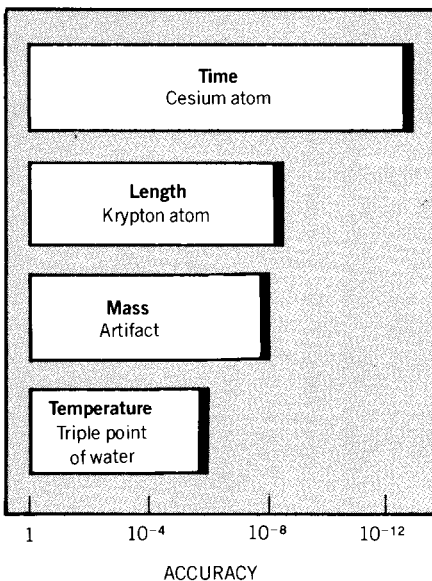 Time
Cesium atom
Length
Krypton atom
Mass
Artifact
Temperature
Triple point
of water
1 10⁻⁴ 10⁻⁸ 10⁻¹²
ACCURACY